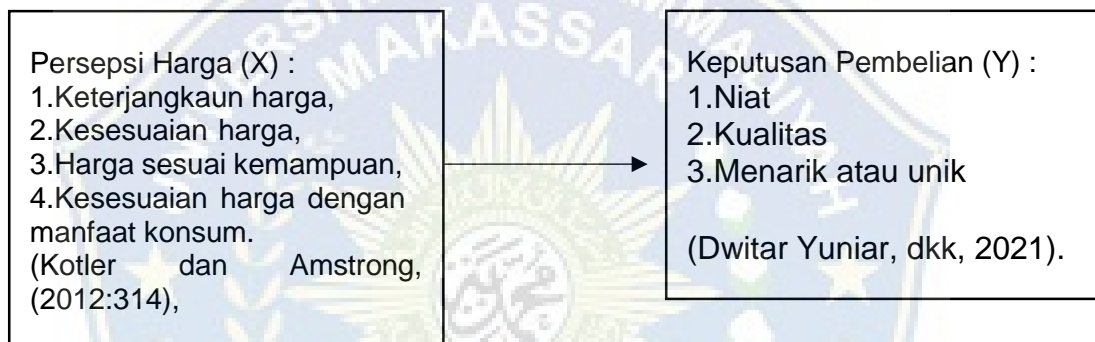 Persepsi Harga (X) :
1.Keterjangkaun harga,
2.Kesesuaian harga,
3.Harga sesuai kemampuan,
4.Kesesuaian harga dengan
manfaat konsum.
(Kotler dan Amstrong,
(2012:314),
Keputusan Pembelian (Y) :
1.Niat
2.Kualitas
3.Menarik atau unik
(Dwitar Yuniar, dkk, 2021).
MAKASSAR